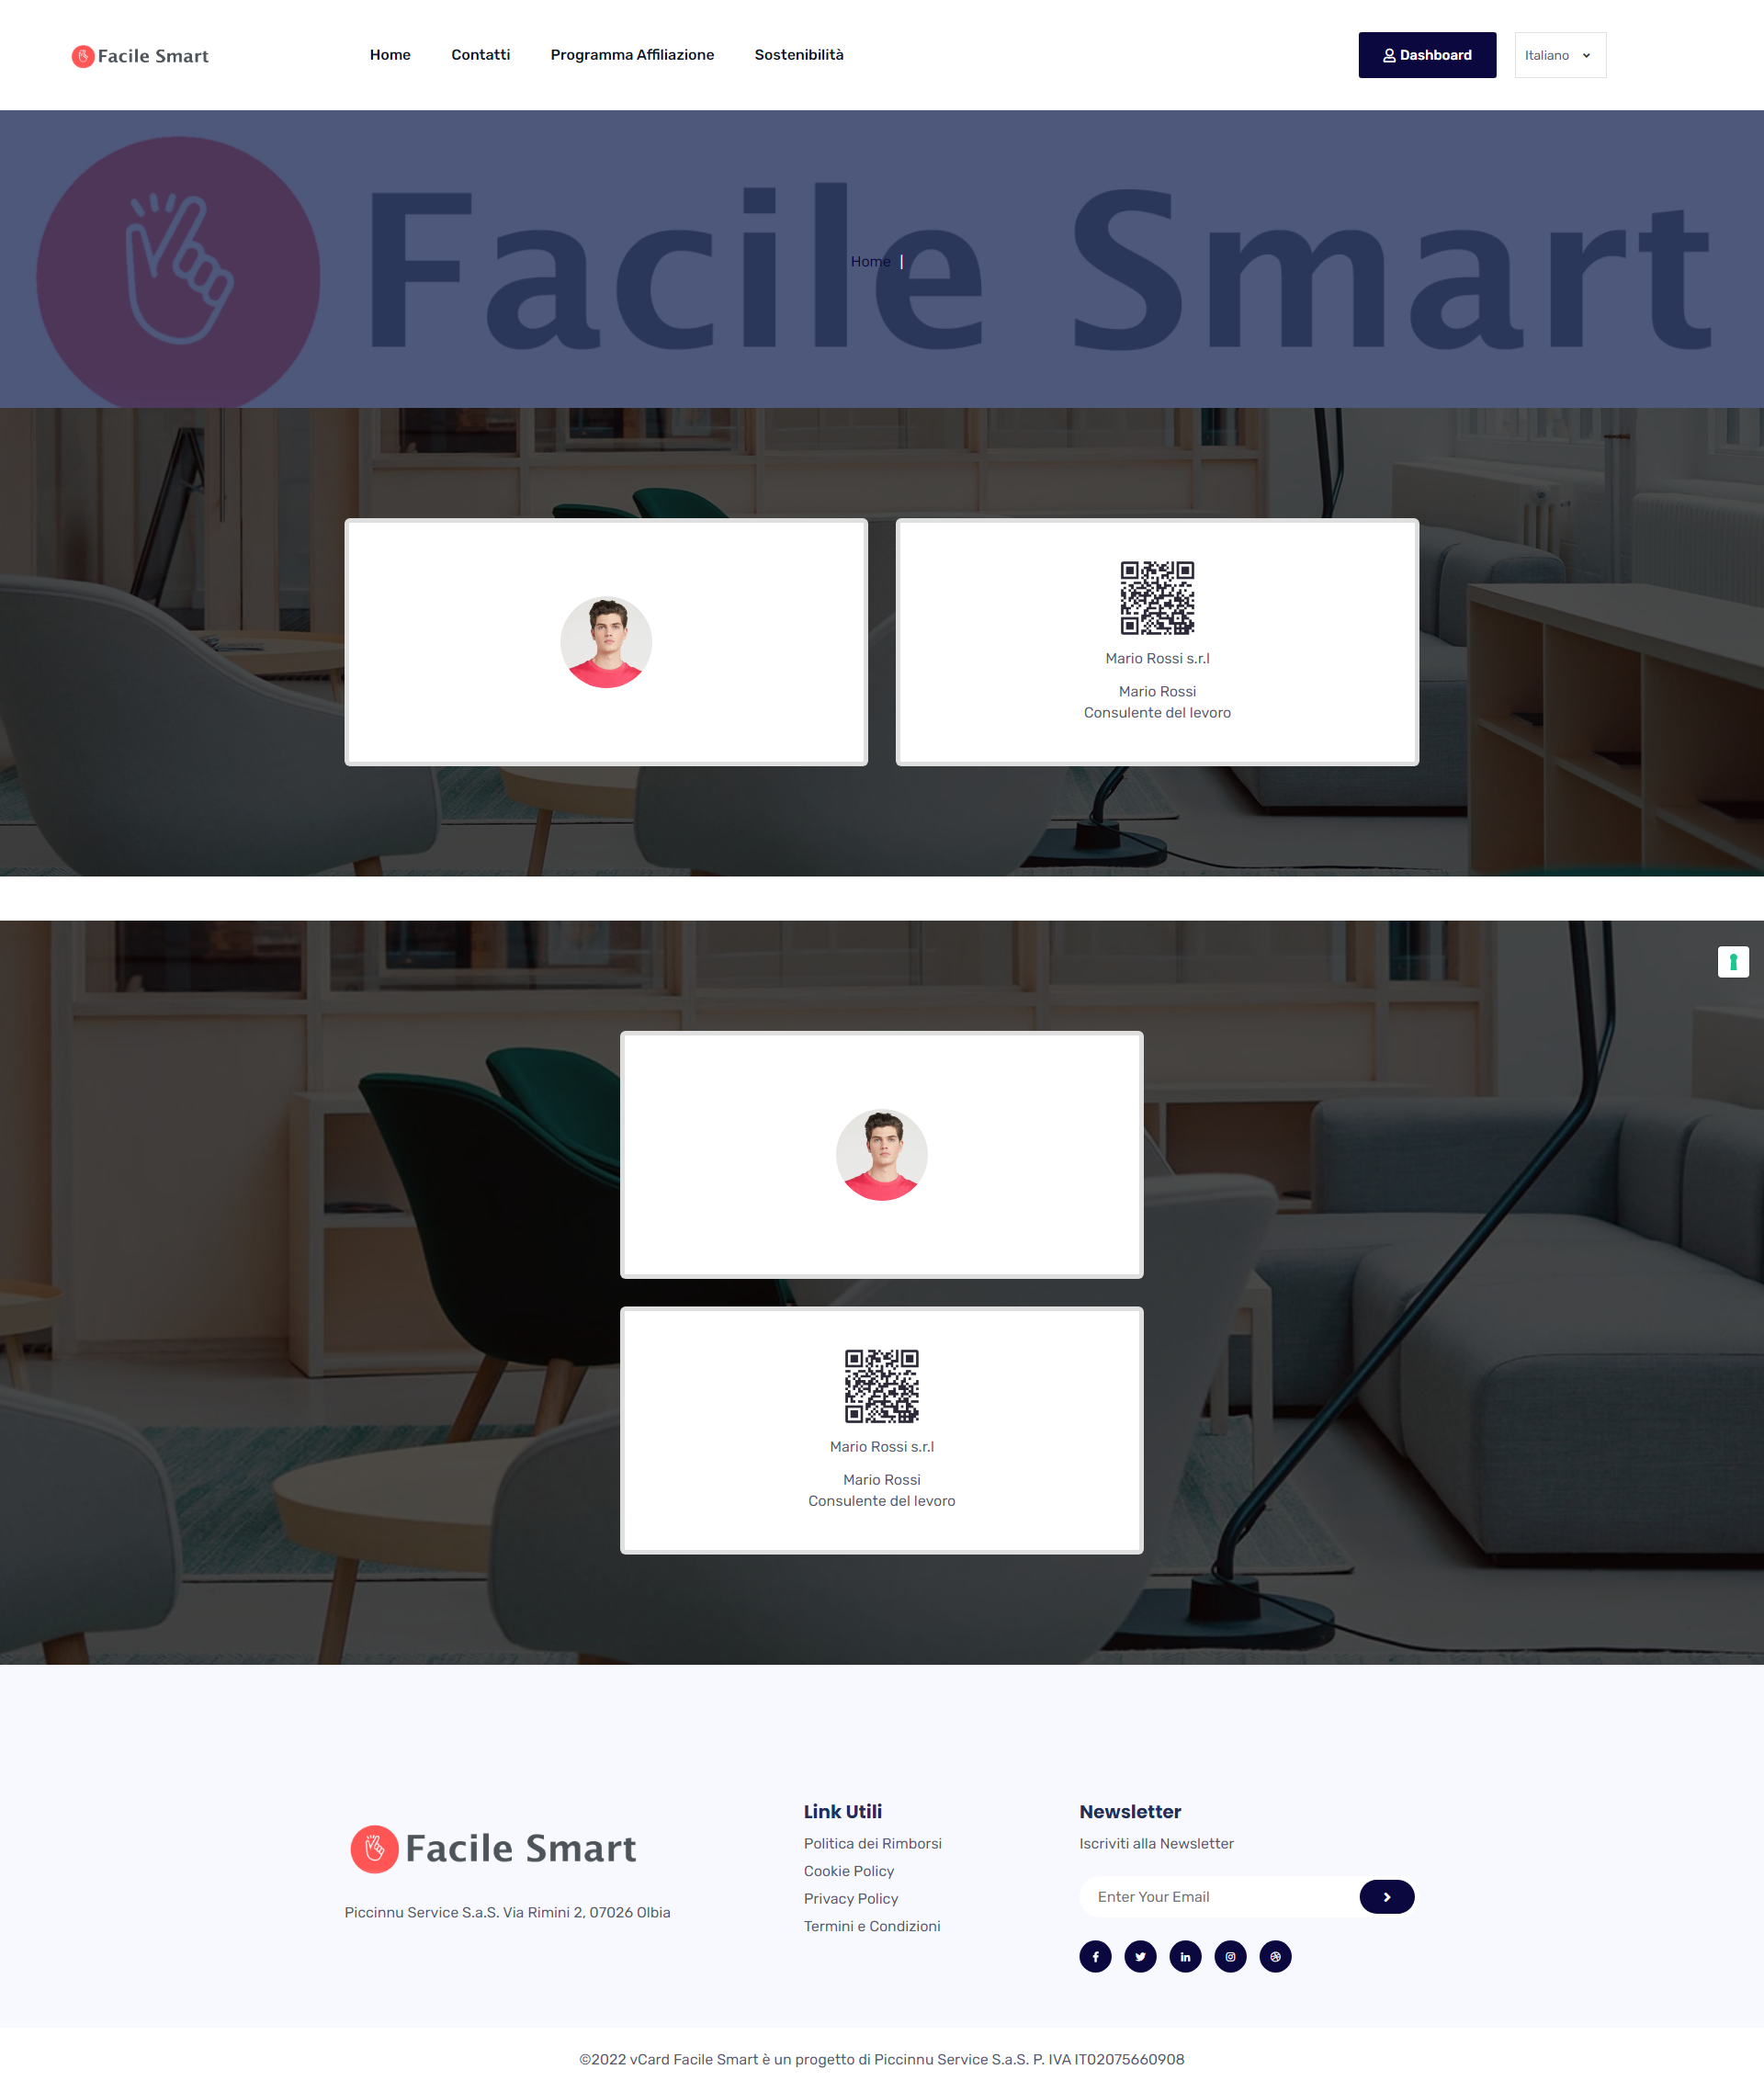 Facile Smart
Home
Contatti
Programma Affiliazione
Sostenibilità
Dashboard
Italiano
Facile Smart
Home |
Mario Rossi s.r.l
Mario Rossi
Consulente del levoro
Mario Rossi s.r.l
Mario Rossi
Consulente del levoro
Facile Smart
Piccinnu Service S.a.S. Via Rimini 2, 07026 Olbia
Link Utili
Politica dei Rimborsi
Cookie Policy
Privacy Policy
Termini e Condizioni
Newsletter
Iscriviti alla Newsletter
Enter Your Email
©2022 vCard Facile Smart è un progetto di Piccinnu Service S.a.S. P. IVA IT02075660908